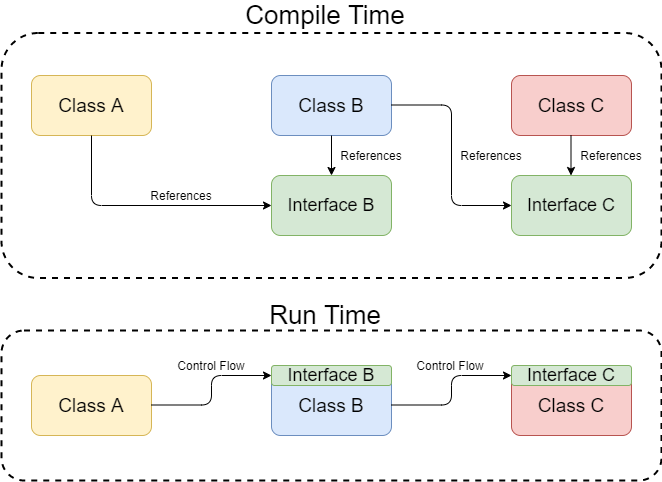 Compile Time
Class A
Class B
Class C
References
References
References
References
Interface B
Interface C
Run Time
Control Flow
Control Flow
Interface B
Interface C
Class A
Class B
Class C